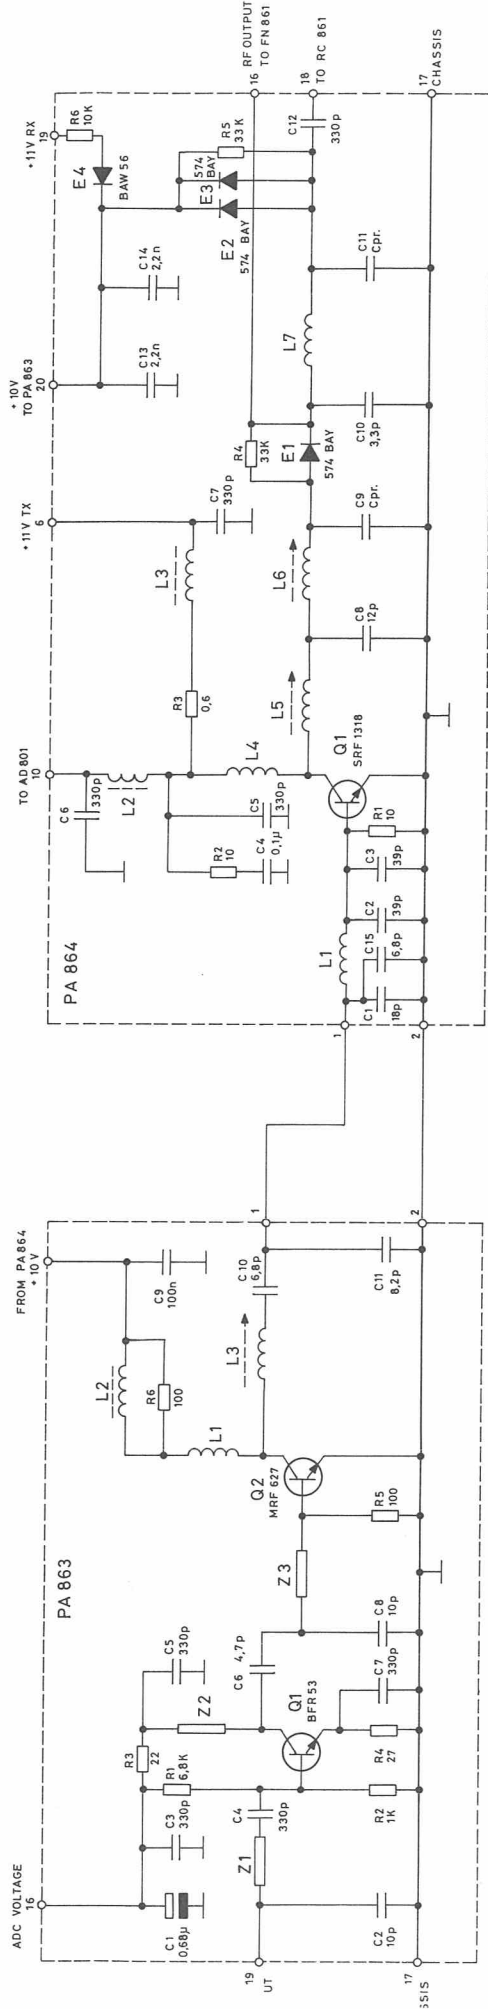 PA 863
ADC VOLTAGE
16
FROM PA 864
+ 10 V
C1
0,68µ
C3
330p
R3
22
C5
330p
R1
6,8K
Z2
L2
R6
100
C9
100n
L1
Z1
C4
330p
C6 4,7p
Q1
BFR 53
Z3
Q2
MRF 627
L3
C10
6,8p
1
19
UT
C2
10p
R2
1K
R4
27
C7
330p
C8
10p
R5
100
C11
8,2p
17
SSIS
2
PA 864
TO AD801
10
+11V TX
6
+ 10V
TO PA 863
20
+11V RX
19
C6
330p
L2
R2
10
C4
0,1µ
C5
330p
L4
R3
0,6
L3
C7
330p
C13
2,2n
C14
2,2n
E4
BAW 56
R6
10K
R4
33K
E2
574 BAY
E3
574
BAY
R5
33K
RF OUTPUT
TO FN 861
16
1
L1
Q1
SRF 1318
L5
L6
E1
574 BAY
L7
C12
330p
18
TO RC 861
C1
18p
C15
6,8p
C2
39p
C3
39p
R1
10
C8
12p
C9
Cpr.
C10
3,3p
C11
Cpr.
2
17
CHASSIS